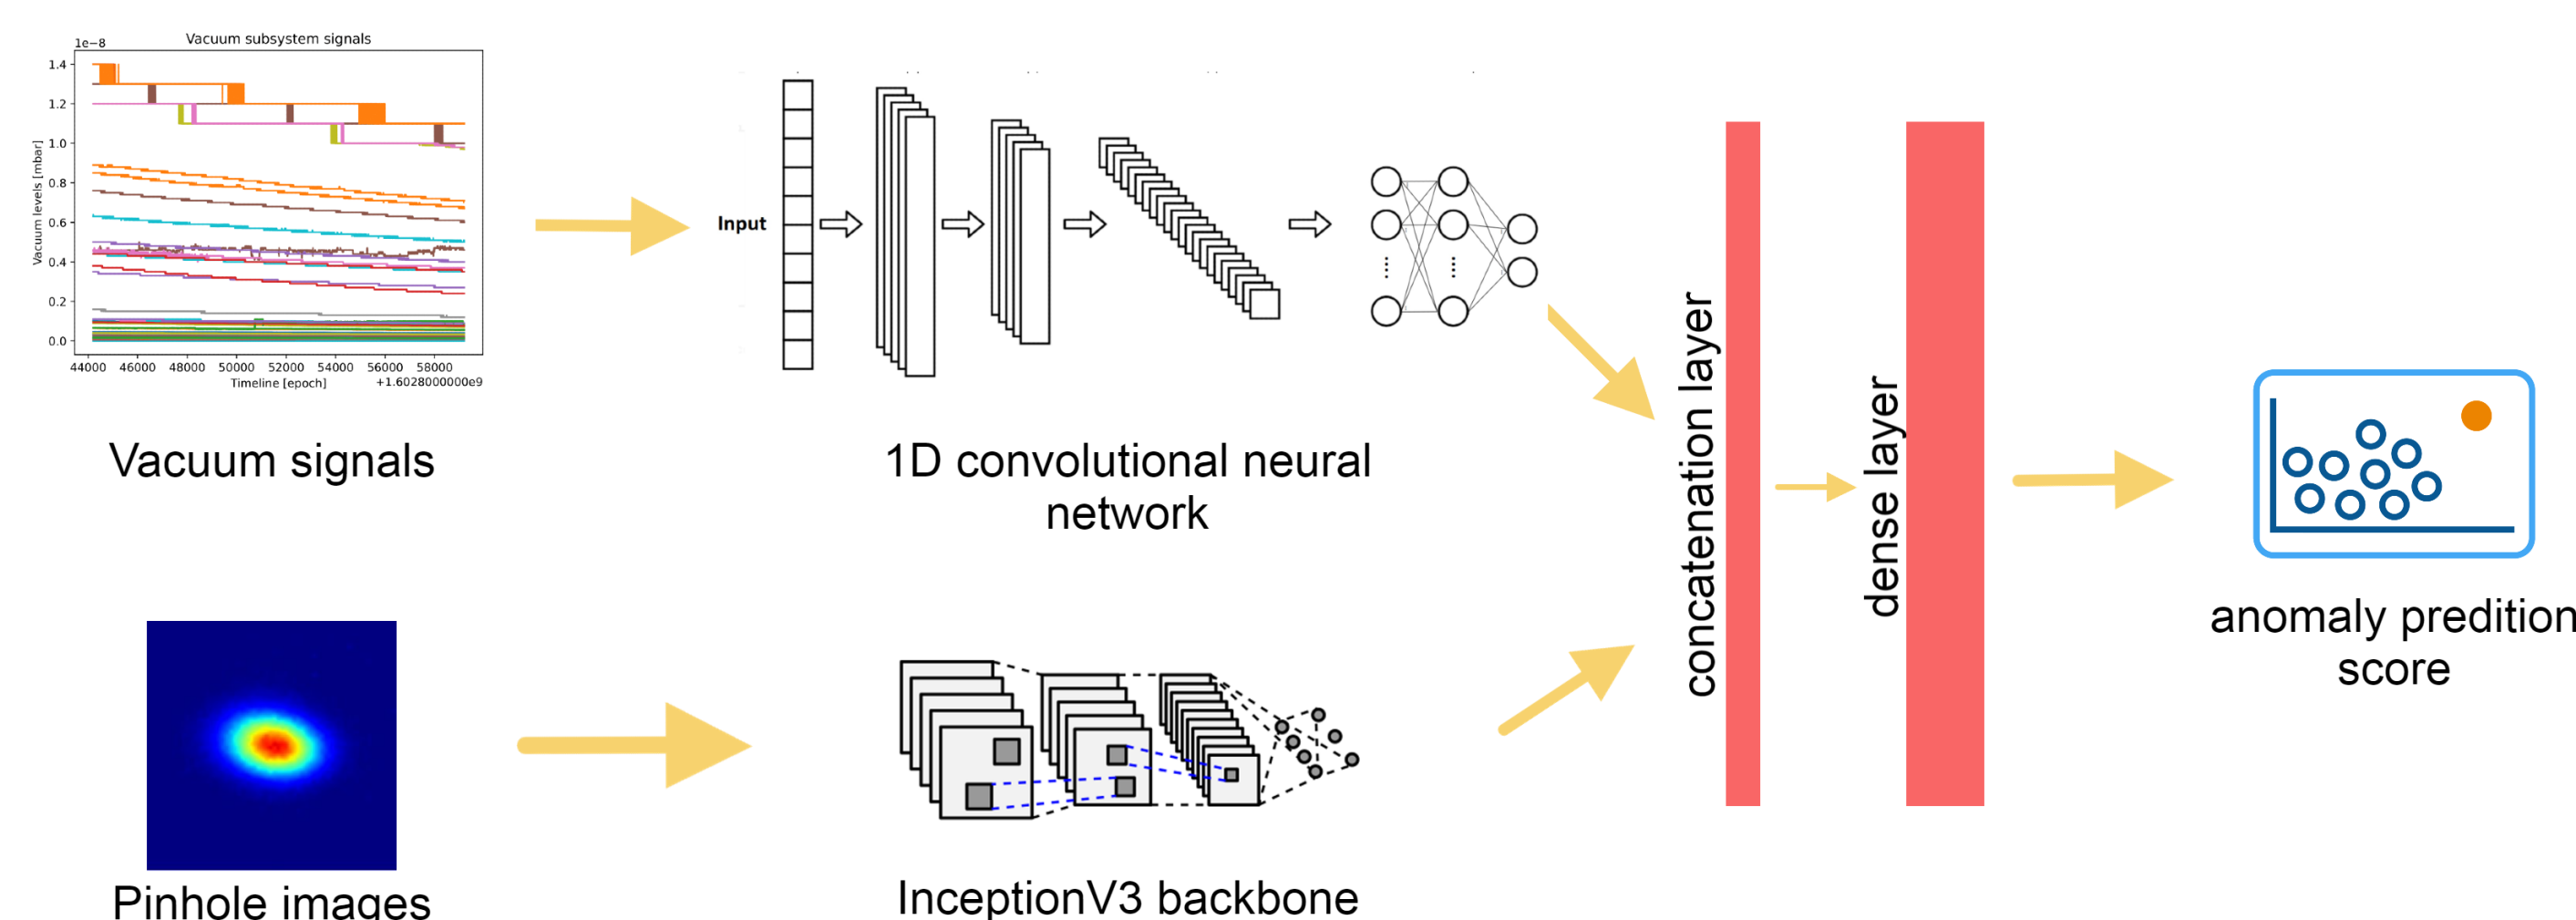 Vacuum subsystem signals
1e−8
1.4
1.2
1.0
0.8
0.6
0.4
0.2
0.0
Vacuum levels [mbar]
44000 46000 48000 50000 52000 54000 56000 58000
Timeline [epoch]
+1.6028000000e9
Vacuum signals
Input
1D convolutional neural
network
Pinhole images
InceptionV3 backbone
concatenation layer
dense layer
anomaly predition
score